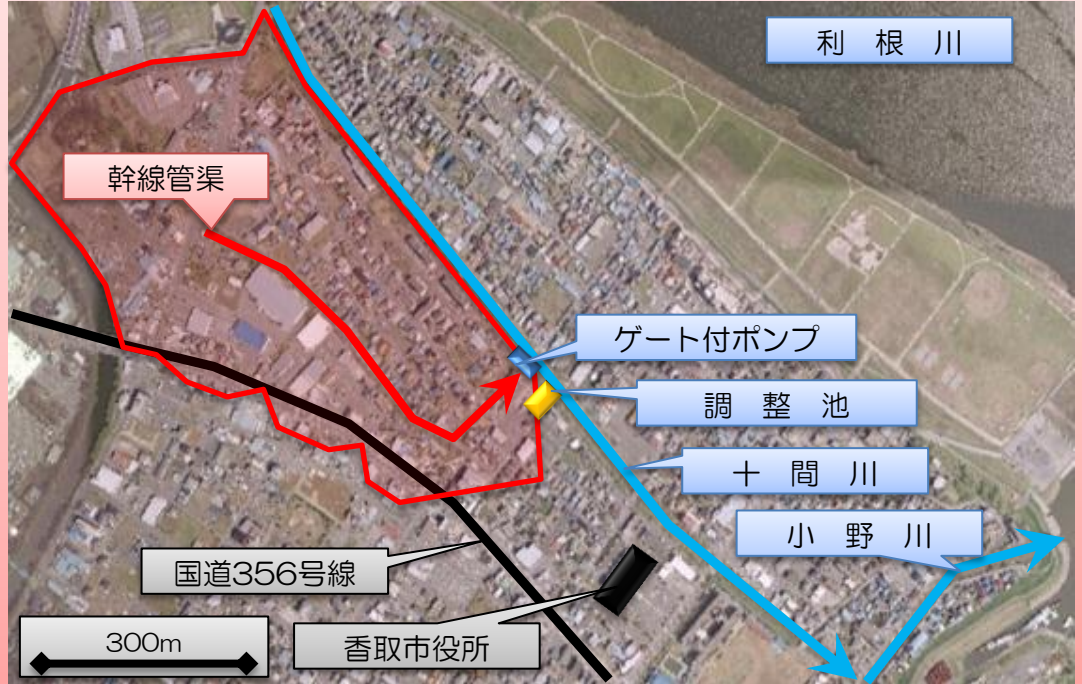 利根川
幹線管渠
ゲート付ポンプ
調整池
十間川
小野川
国道356号線
300m
香取市役所